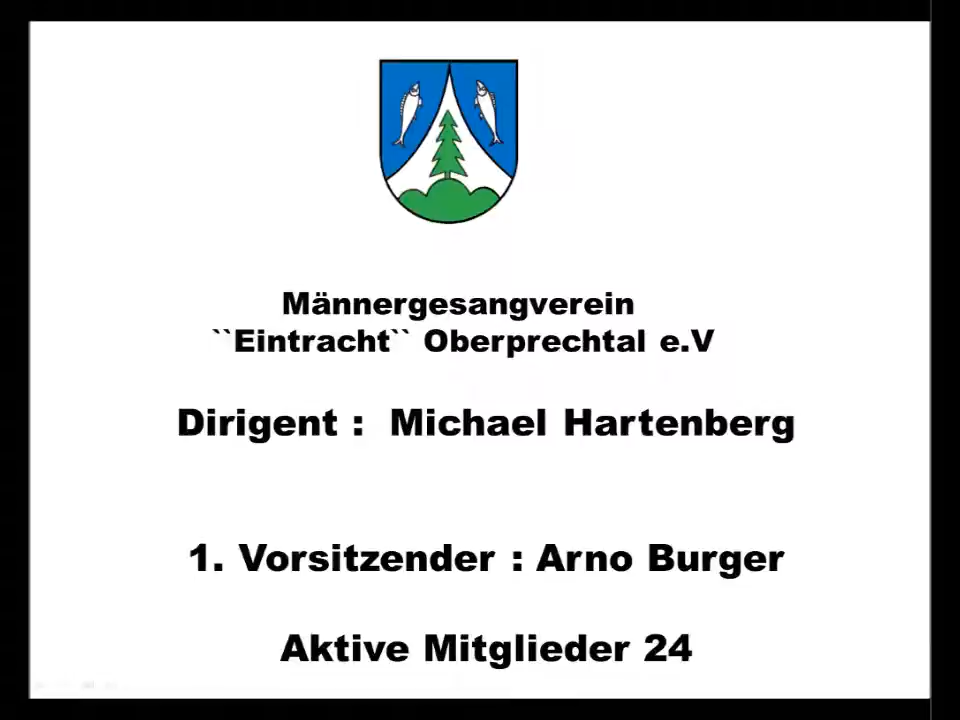 Männergesangverein
``Eintracht`` Oberprechtal e.V
Dirigent :  Michael Hartenberg
1. Vorsitzender : Arno Burger
Aktive Mitglieder 24